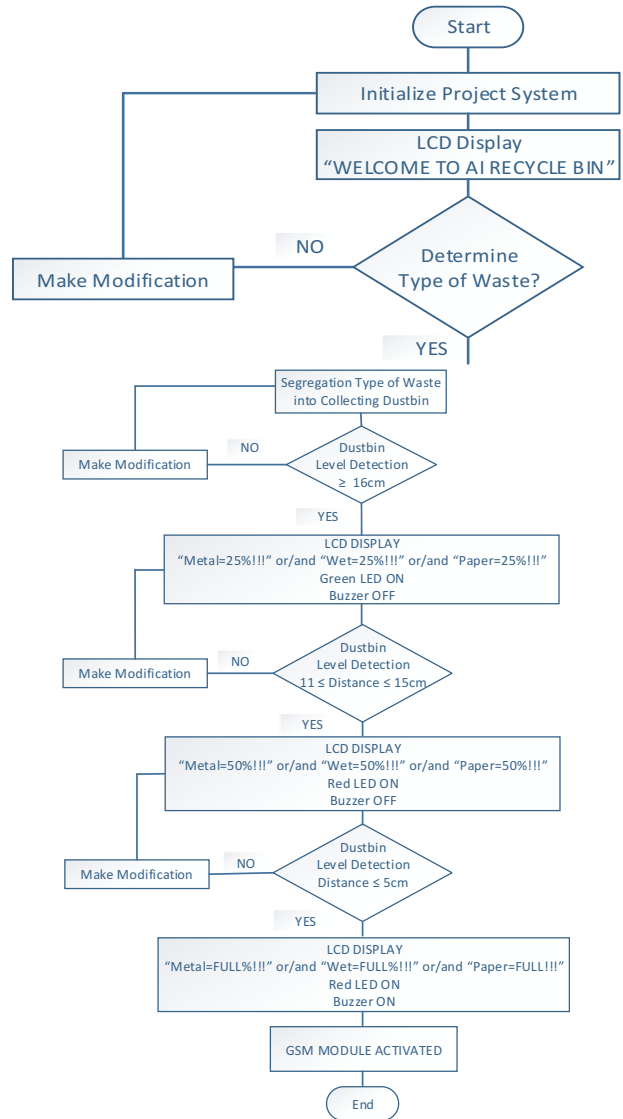 Start
Initialize Project System
LCD Display
“WELCOME TO AI RECYCLE BIN”
NO
Determine
Type of Waste?
Make Modification
YES
Segregation Type of Waste
into Collecting Dustbin
NO
Dustbin
Level Detection
≥ 16cm
Make Modification
YES
LCD DISPLAY
“Metal=25%!!!” or/and “Wet=25%!!!” or/and “Paper=25%!!!”
Green LED ON
Buzzer OFF
NO
Dustbin
Level Detection
11 ≤ Distance ≤ 15cm
Make Modification
YES
LCD DISPLAY
“Metal=50%!!!” or/and “Wet=50%!!!” or/and “Paper=50%!!!”
Red LED ON
Buzzer OFF
NO
Dustbin
Level Detection
Distance ≤ 5cm
Make Modification
YES
LCD DISPLAY
“Metal=FULL%!!!” or/and “Wet=FULL%!!!” or/and “Paper=FULL!!!”
Red LED ON
Buzzer ON
GSM MODULE ACTIVATED
End